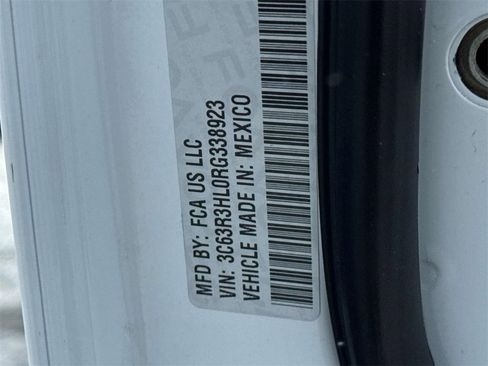 MFD BY: FCA US LLC
VIN: 3C63R3HL0RG338923
VEHICLE MADE IN: MEXICO